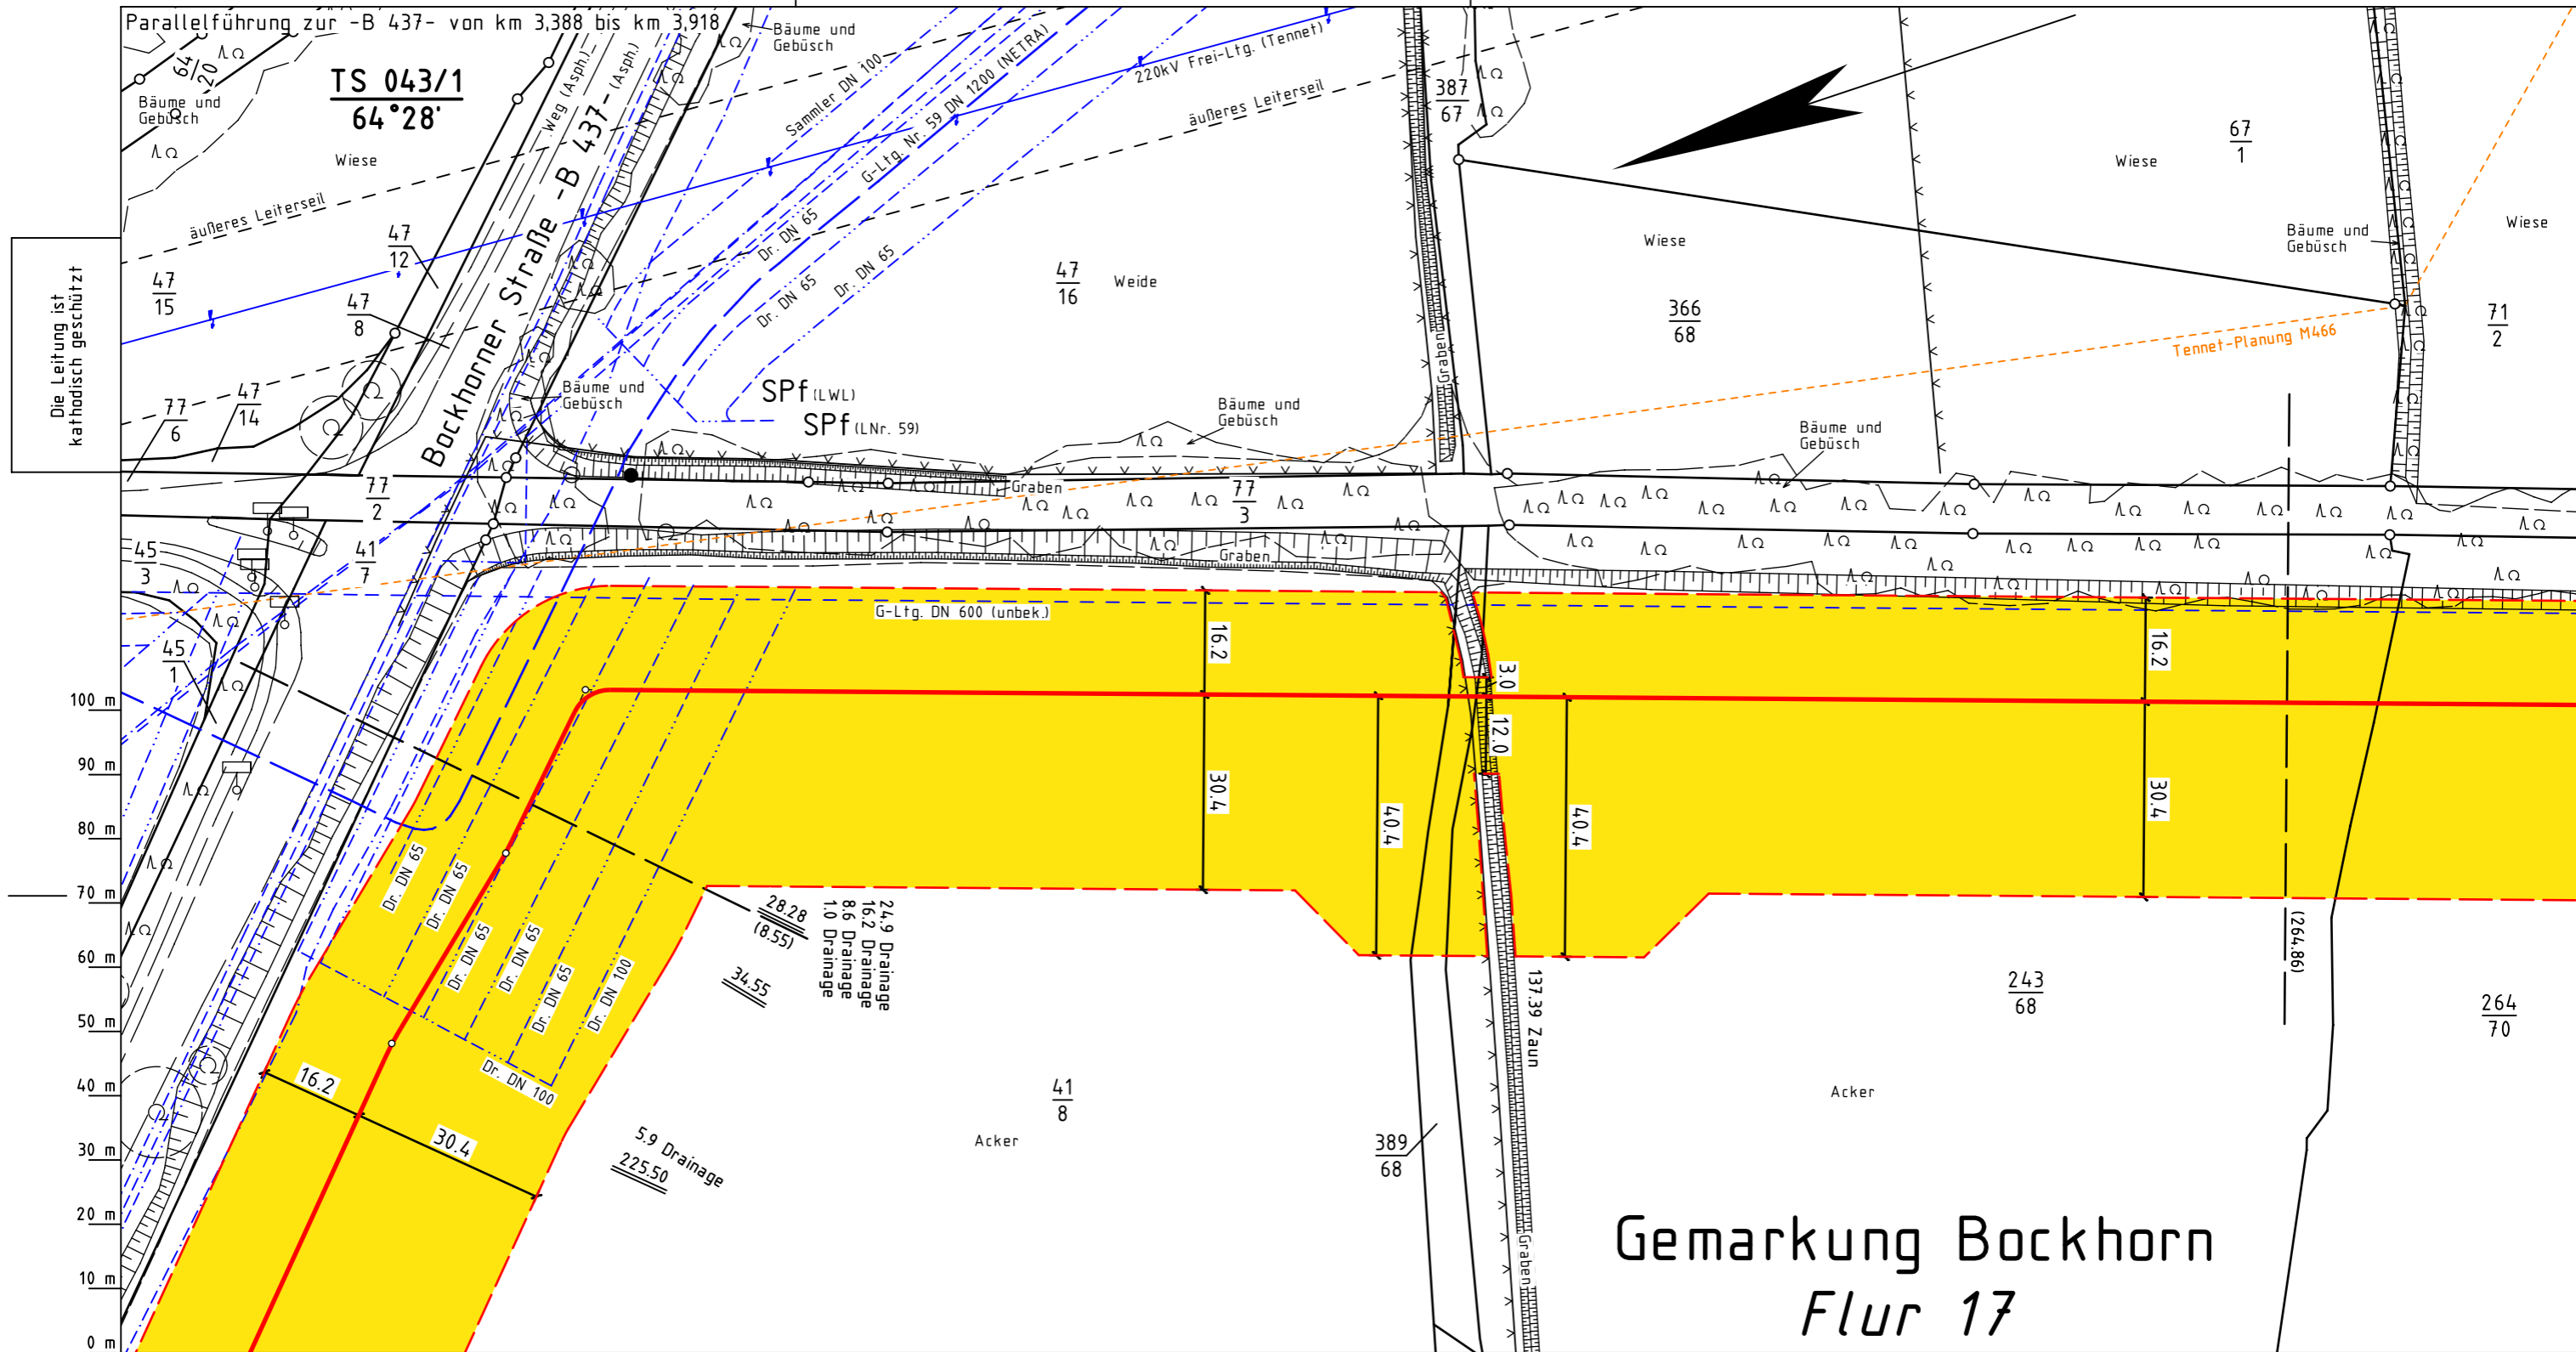 Parallelführung zur -B 437- von km 3,388 bis km 3,918
64
20
TS 043/1
64°28'
Bäume und
Gebüsch
Wiese
Weg (Asph.)
Bockhorner Straße -B 437- (Asph.)
Bäume und
Gebüsch
Sammler DN 100
G-Ltg. Nr. 59 DN 1200 (NETRA)
220kV Frei-Ltg. (Tennet)
äußeres Leiterseil
387
67
67
1
Wiese
Wiese
Wiese
Bäume und
Gebüsch
äußeres Leiterseil
47
12
47
15
47
8
Die Leitung ist
kathodisch geschützt
Dr. DN 65
Dr. DN 65
Dr. DN 65
47
16
Weide
366
68
71
2
Tennet-Planung M466
Graben
77
6
47
14
Bäume und
Gebüsch
SPf (LWL)
SPf (LNr. 59)
Bäume und
Gebüsch
Bäume und
Gebüsch
77
2
Graben
77
3
45
3
41
7
Graben
G-Ltg. DN 600 (unbek.)
45
1
16.2
3.0
16.2
12.0
30.4
40.4
40.4
30.4
100 m
90 m
80 m
70 m
60 m
50 m
40 m
30 m
20 m
10 m
0 m
Dr. DN 65
Dr. DN 65
Dr. DN 65
Dr. DN 65
Dr. DN 65
Dr. DN 100
Dr. DN 100
28.28
(8.55)
24.9 Drainage
16.2 Drainage
8.6 Drainage
1.0 Drainage
34.55
137.39 Zaun
(264.86)
243
68
264
70
16.2
30.4
5.9 Drainage
225.50
41
8
Acker
389
68
Acker
Graben
Gemarkung Bockhorn
Flur 17